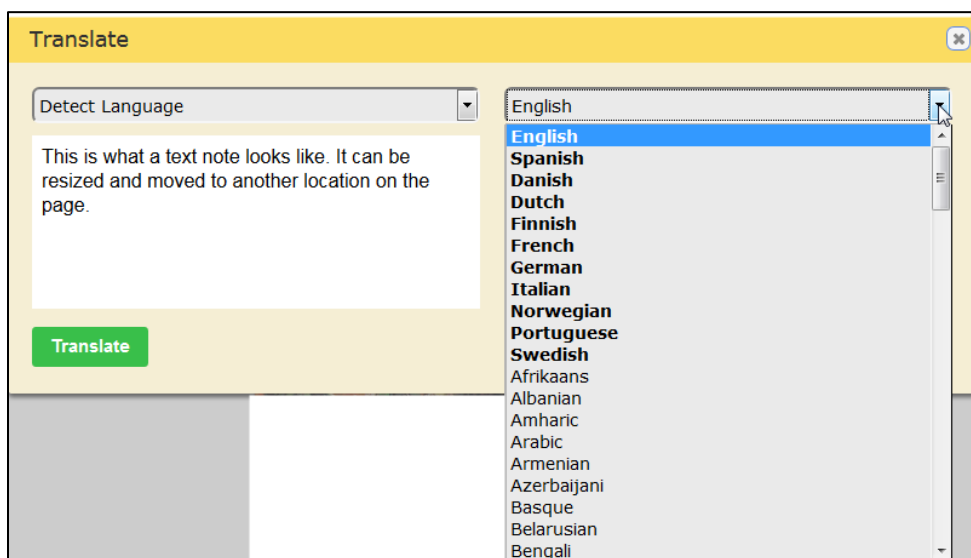 Translate
Detect Language
English
This is what a text note looks like. It can be
resized and moved to another location on the
page.
Translate
English
Spanish
Danish
Dutch
Finnish
French
German
Italian
Norwegian
Portuguese
Swedish
Afrikaans
Albanian
Amharic
Arabic
Armenian
Azerbaijani
Basque
Belarusian
Bengali